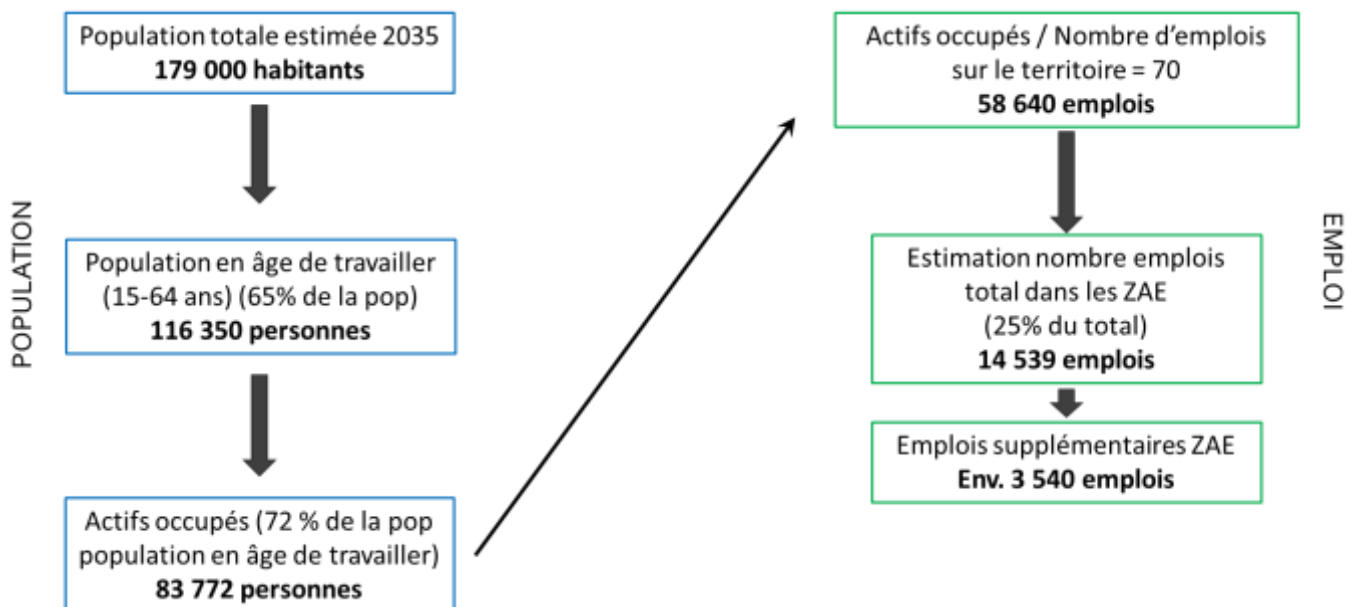 POPULATION
Population totale estimée 2035
179 000 habitants
Population en âge de travailler
(15-64 ans) (65% de la pop)
116 350 personnes
Actifs occupés (72 % de la pop
population en âge de travailler)
83 772 personnes
Actifs occupés / Nombre d’emplois
sur le territoire = 70
58 640 emplois
Estimation nombre emplois
total dans les ZAE
(25% du total)
14 539 emplois
Emplois supplémentaires ZAE
Env. 3 540 emplois
EMPLOI